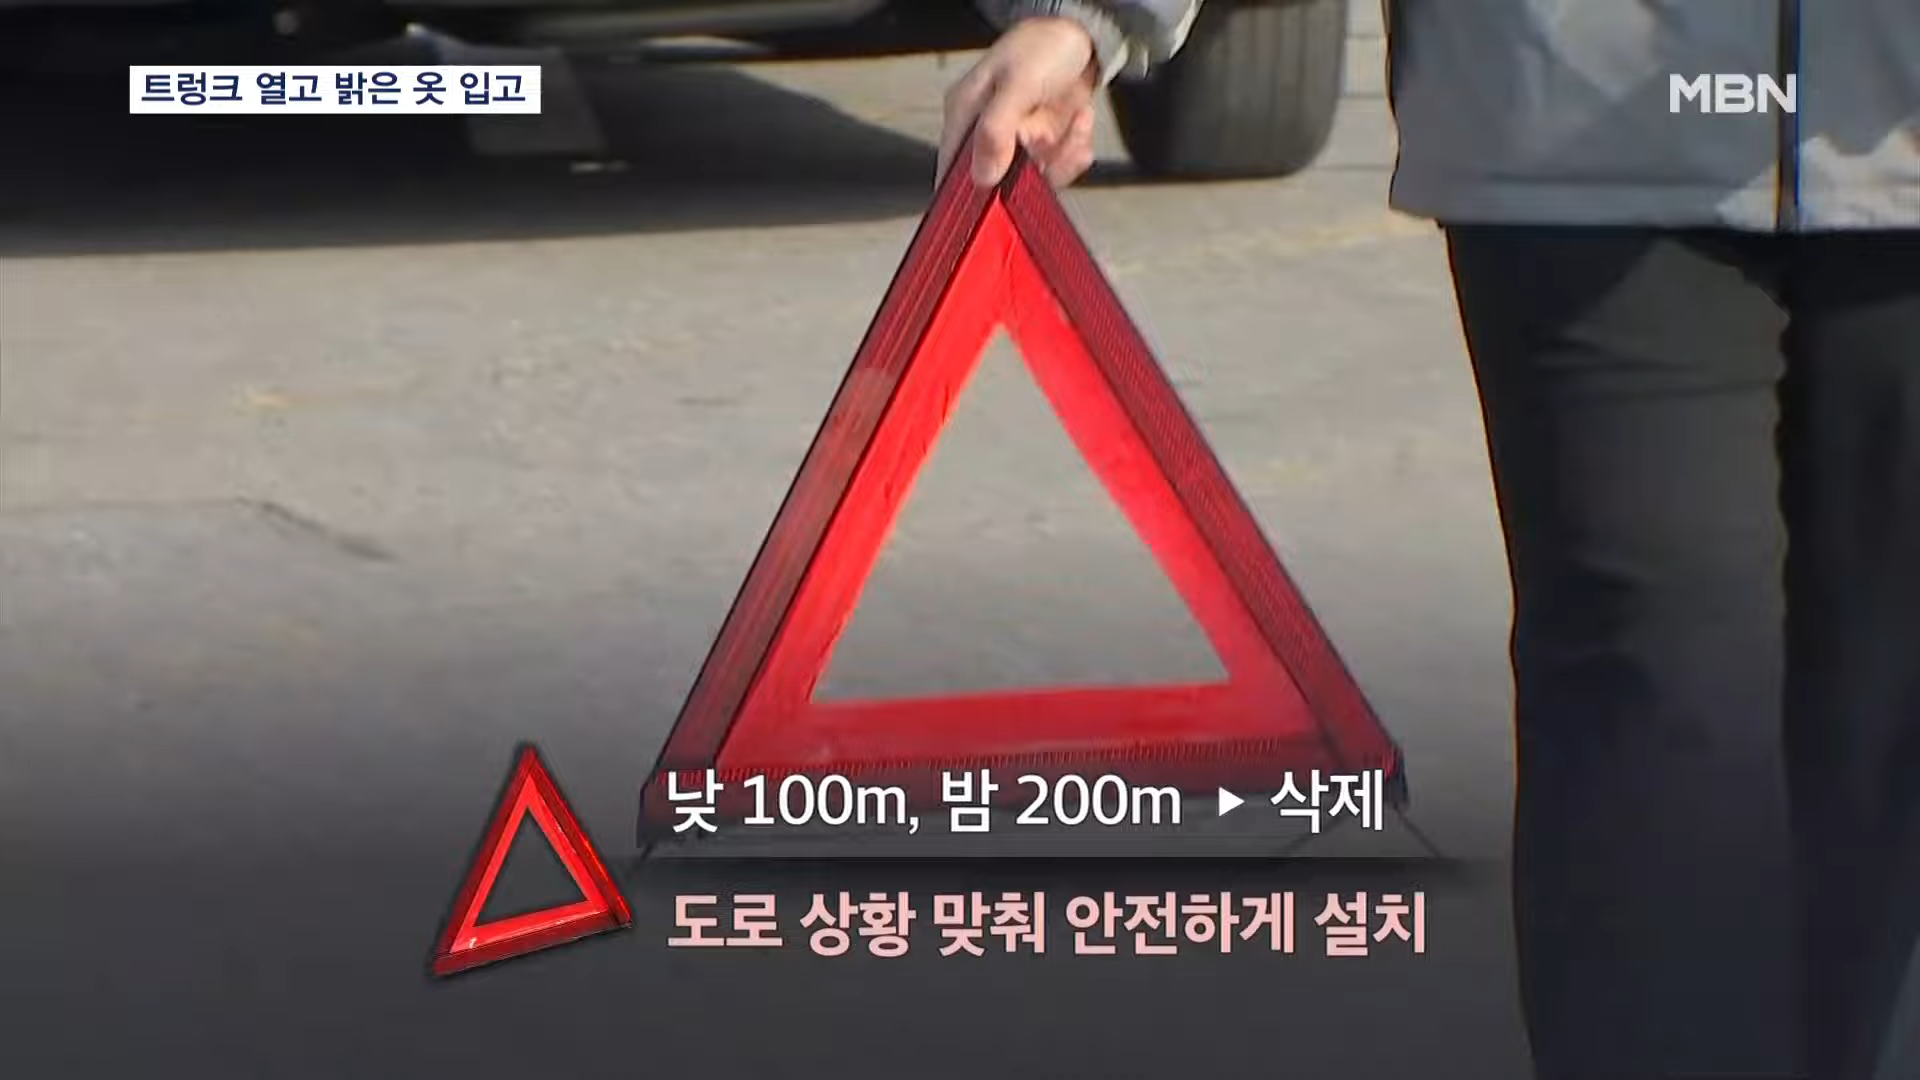 트렁크 열고 밝은 옷 입고
MBN
낮 100m, 밤 200m ▶ 삭제
도로 상황 맞춰 안전하게 설치